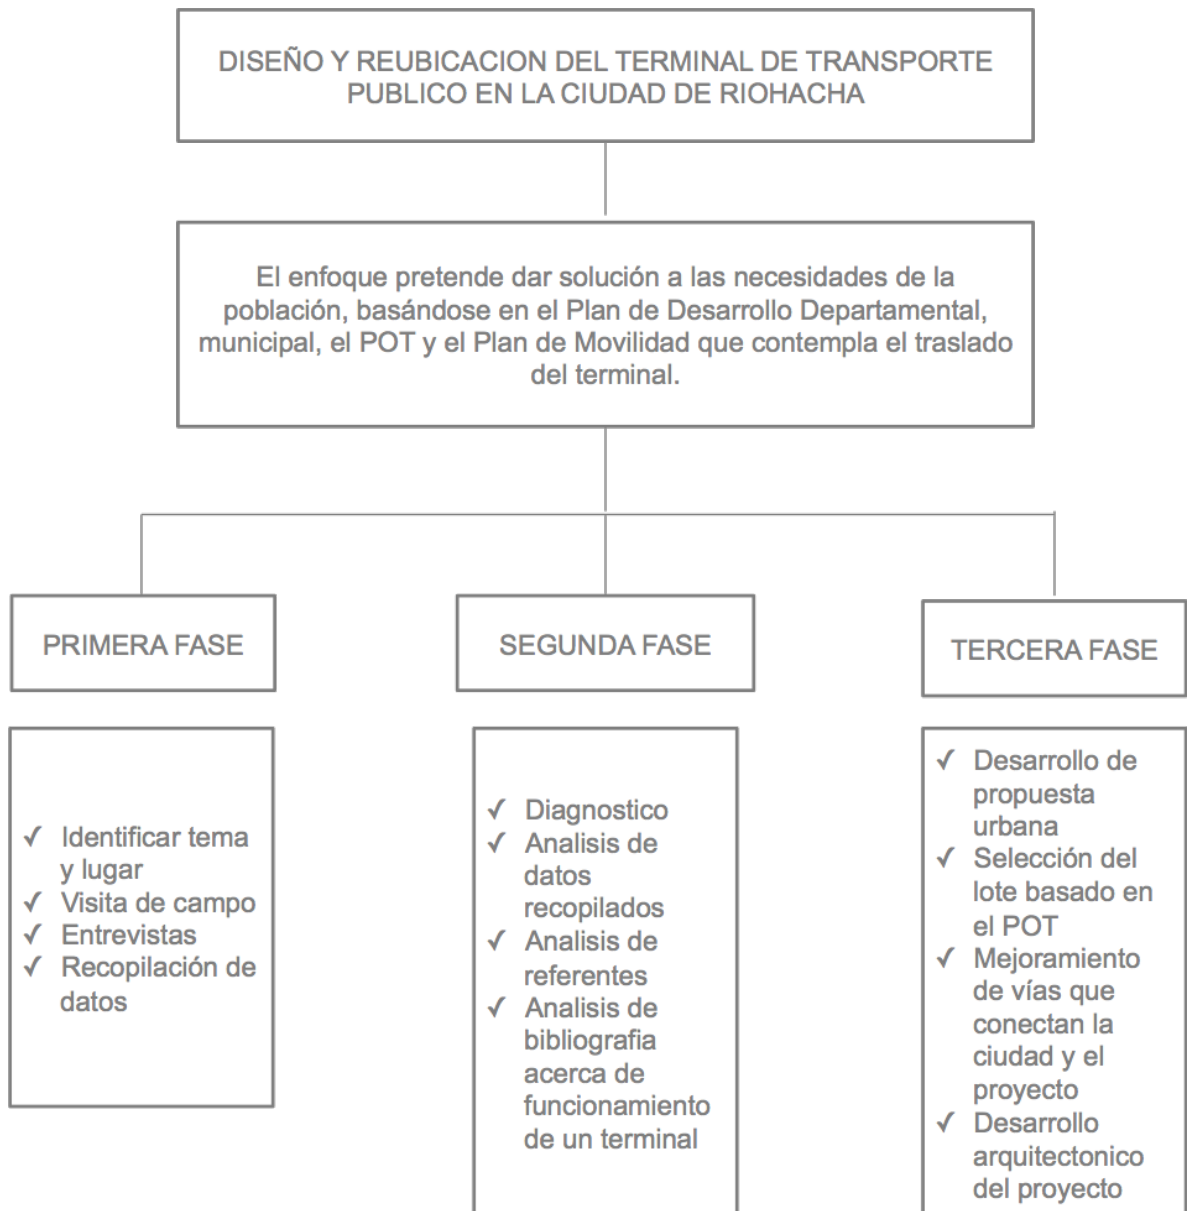 DISEÑO Y REUBICACION DEL TERMINAL DE TRANSPORTE
PUBLICO EN LA CIUDAD DE RIOHACHA
El enfoque pretende dar solución a las necesidades de la
población, basándose en el Plan de Desarrollo Departamental,
municipal, el POT y el Plan de Movilidad que contempla el traslado
del terminal.
PRIMERA FASE
✓ Identificar tema
y lugar
✓ Visita de campo
✓ Entrevistas
✓ Recopilación de
datos
SEGUNDA FASE
✓ Diagnostico
✓ Analisis de
datos
recopilados
✓ Analisis de
referentes
✓ Analisis de
bibliografia
acerca de
funcionamiento
de un terminal
TERCERA FASE
✓ Desarrollo de
propuesta
urbana
✓ Selección del
lote basado en
el POT
✓ Mejoramiento
de vías que
conectan la
ciudad y el
proyecto
✓ Desarrollo
arquitectonico
del proyecto